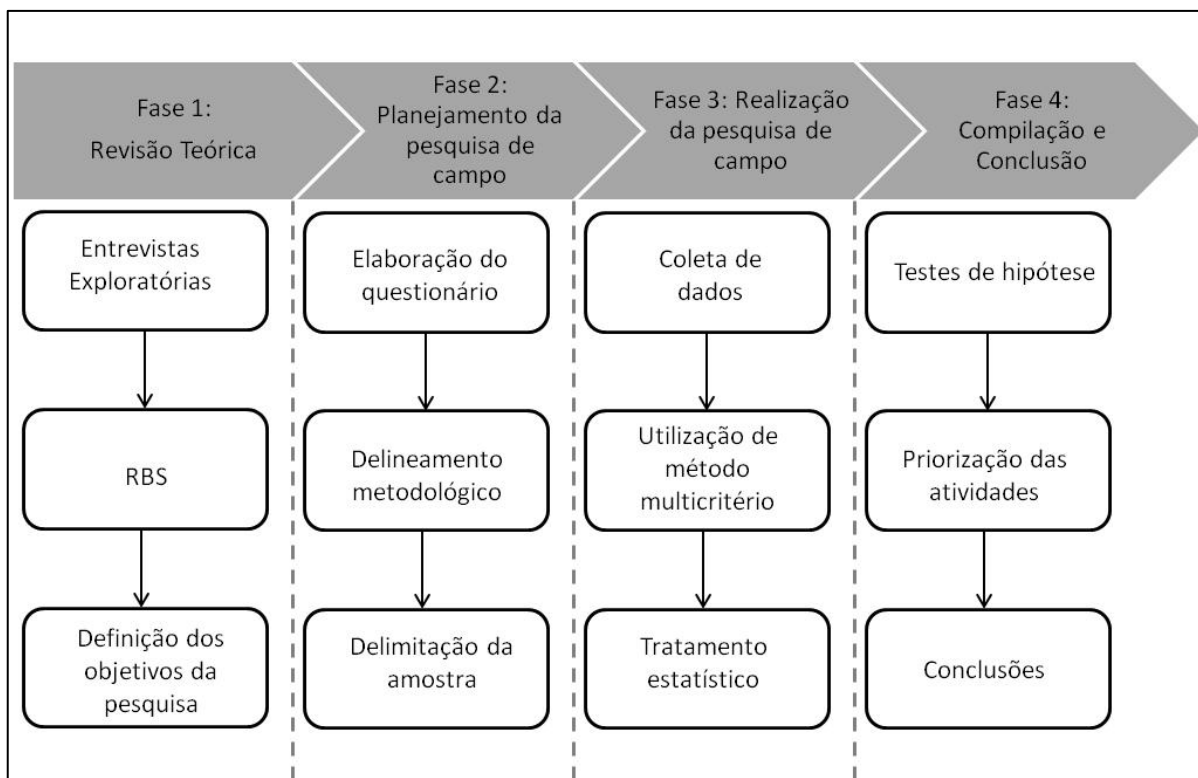 Fase 1:
Revisão Teórica
Fase 2:
Planejamento da
pesquisa de
campo
Fase 3: Realização
da pesquisa de
campo
Fase 4:
Compilação e
Conclusão
Entrevistas
Exploratórias
RBS
Definição dos
objetivos da
pesquisa
Elaboração do
questionário
Delineamento
metodológico
Delimitação da
amostra
Coleta de
dados
Utilização de
método
multicritério
Tratamento
estatístico
Testes de hipótese
Priorização das
atividades
Conclusões